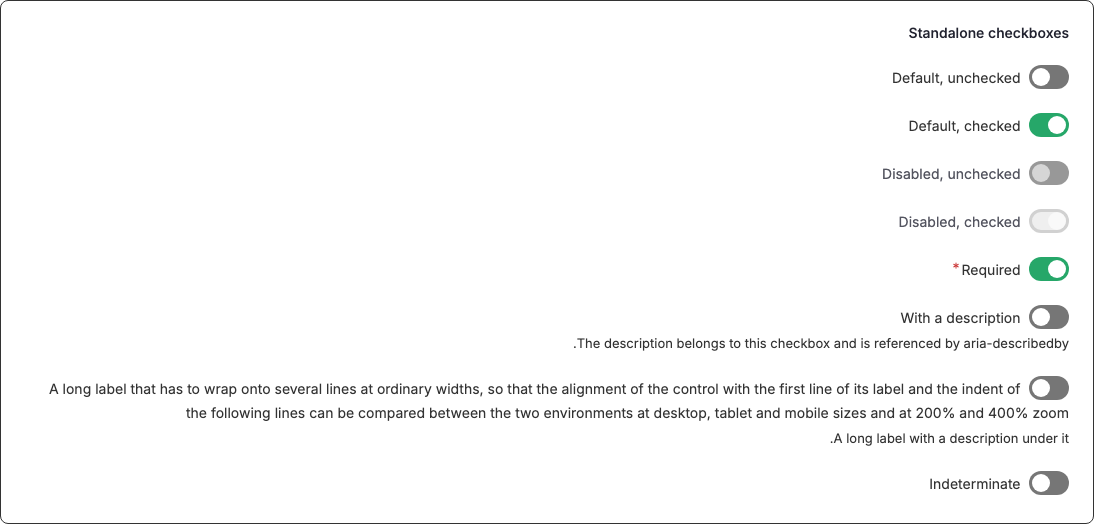 Standalone checkboxes
Default, unchecked
Default, checked
Disabled, unchecked
Disabled, checked
*Required
With a description
.The description belongs to this checkbox and is referenced by aria-describedby
A long label that has to wrap onto several lines at ordinary widths, so that the alignment of the control with the first line of its label and the indent of
the following lines can be compared between the two environments at desktop, tablet and mobile sizes and at 200% and 400% zoom
.A long label with a description under it
Indeterminate